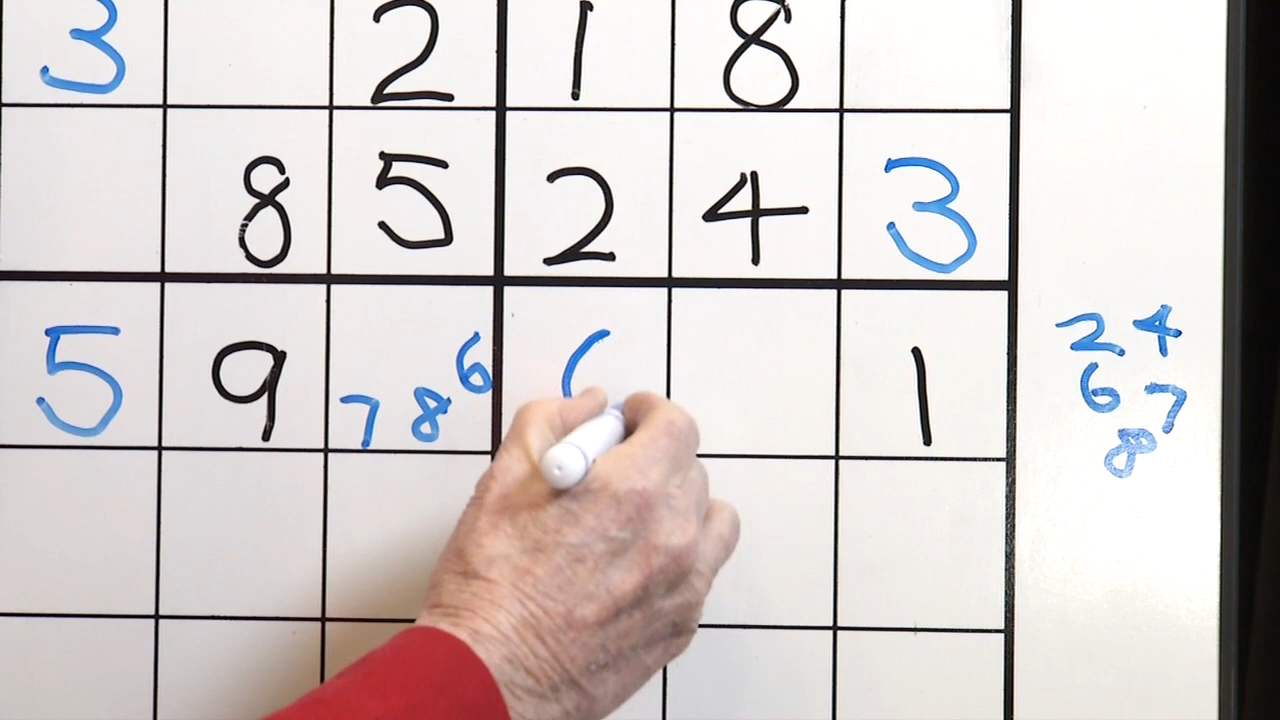 3 2 1 8
8 5 2 4 3
5 9 7 8 6 1
2 4
6 7
8